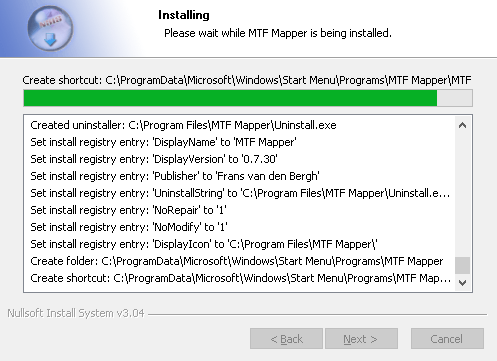 Installing
Please wait while MTF Mapper is being installed.
Create shortcut: C:\ProgramData\Microsoft\Windows\Start Menu\Programs\MTF Mapper\MTF
Created uninstaller: C:\Program Files\MTF Mapper\Uninstall.exe
Set install registry entry: 'DisplayName' to 'MTF Mapper'
Set install registry entry: 'DisplayVersion' to '0.7.30'
Set install registry entry: 'Publisher' to 'Frans van den Bergh'
Set install registry entry: 'UninstallString' to 'C:\Program Files\MTF Mapper\Uninstall.e...
Set install registry entry: 'NoRepair' to '1'
Set install registry entry: 'NoModify' to '1'
Set install registry entry: 'DisplayIcon' to 'C:\Program Files\MTF Mapper\'
Create folder: C:\ProgramData\Microsoft\Windows\Start Menu\Programs\MTF Mapper
Create shortcut: C:\ProgramData\Microsoft\Windows\Start Menu\Programs\MTF Map...
Nullsoft Install System v3.04
< Back Next > Cancel